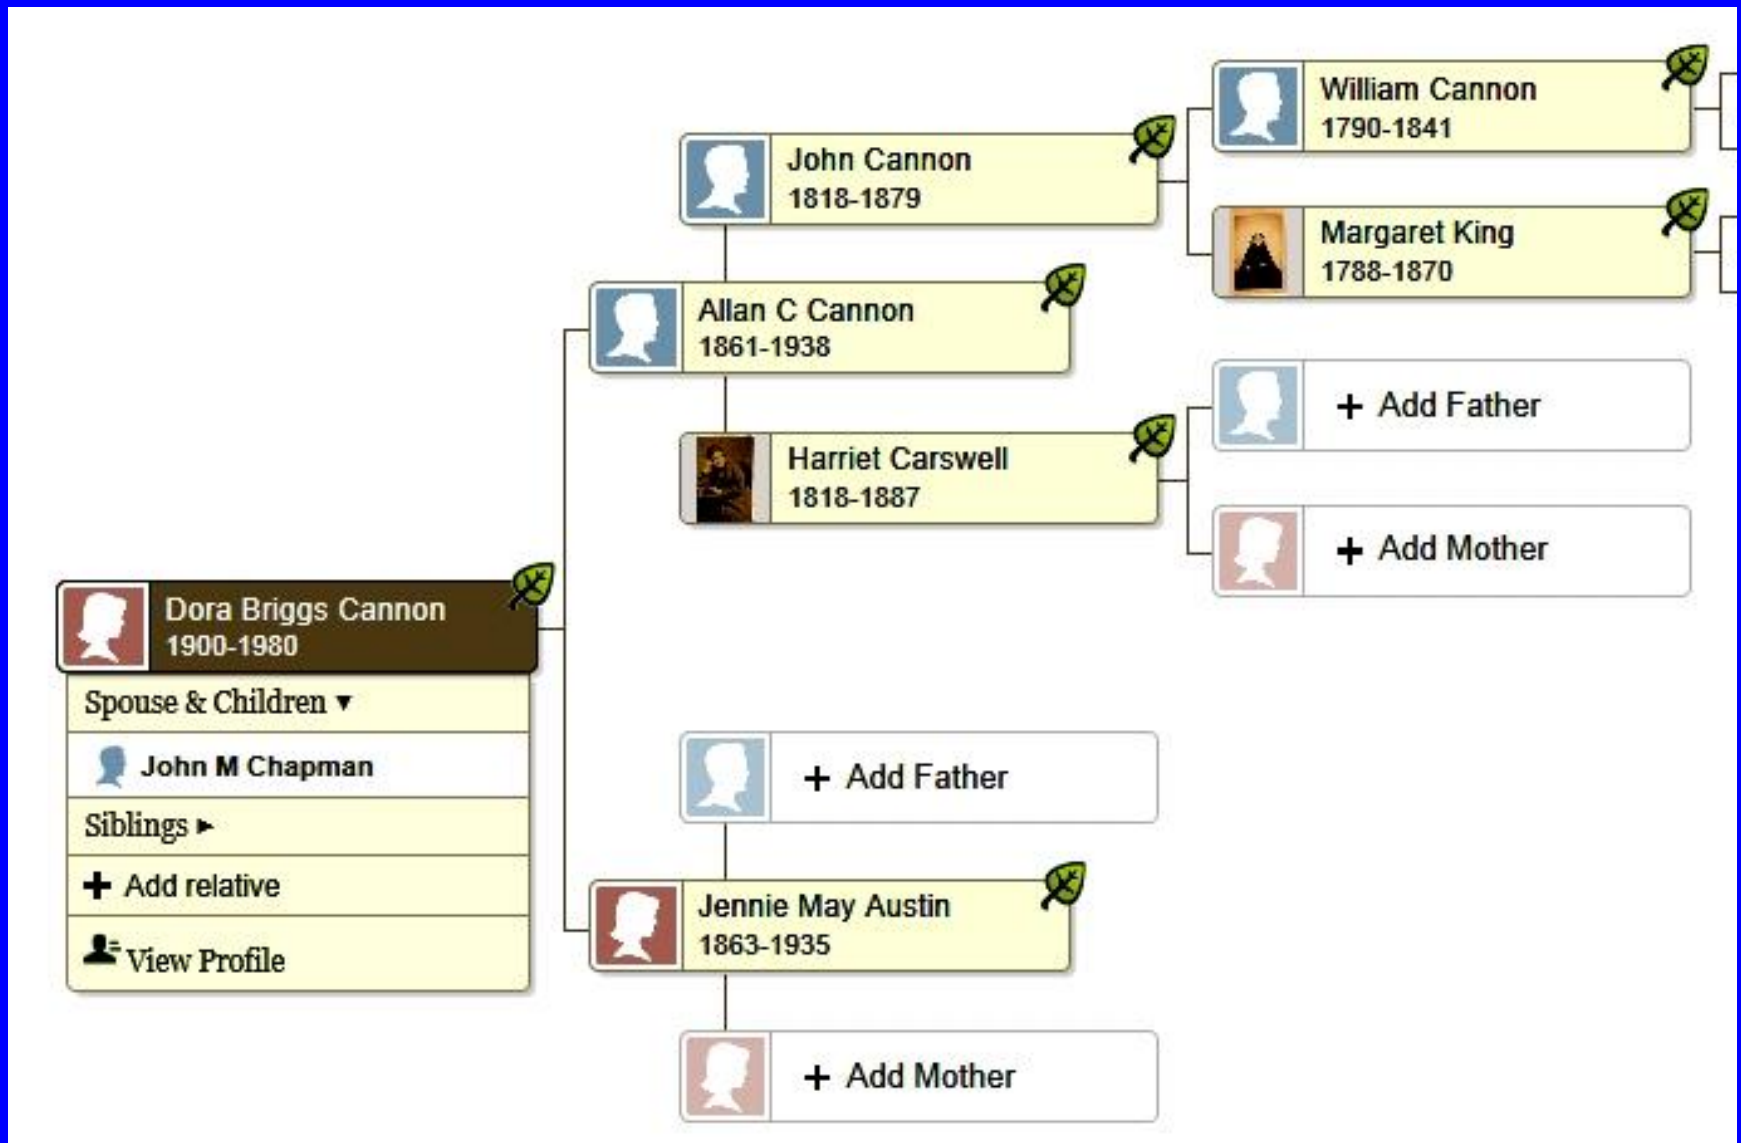 William Cannon
1790-1841
John Cannon
1818-1879
Margaret King
1788-1870
Allan C Cannon
1861-1938
+ Add Father
Harriet Carswell
1818-1887
+ Add Mother
Dora Briggs Cannon
1900-1980
Spouse & Children ▾
John M Chapman
Siblings ▸
+ Add relative
View Profile
+ Add Father
Jennie May Austin
1863-1935
+ Add Mother